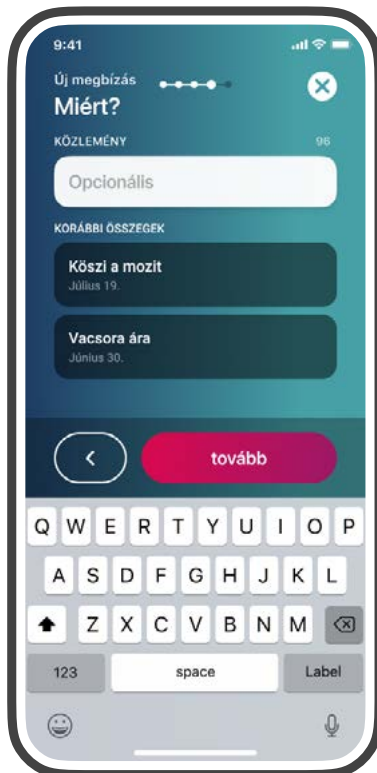 9:41
Új megbízás
Miért?
KÖZLEMÉNY 96
Opcionális
KORÁBBI ÖSSZEGEK
Köszi a mozit
Július 19.
Vacsora ára
Június 30.
tovább
Q W E R T Y U I O P
A S D F G H J K L
Z X C V B N M
123 space Label